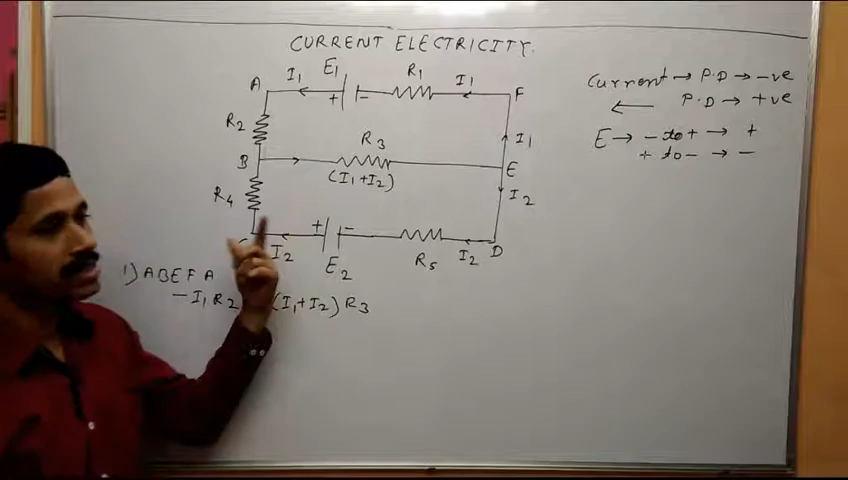 CURRENT ELECTRICITY.
A I₁ E₁ + - R₁ I₁ F
R₂ R₃ I₁
B (I₁+I₂) E
R₄ I₂
I₂ + - E₂ R₅ I₂ D
Current → P.D → -ve
← P.D → +ve
E → - to + → +
+ to - → -
1) ABEFA
-I₁R₂ (I₁+I₂)R₃